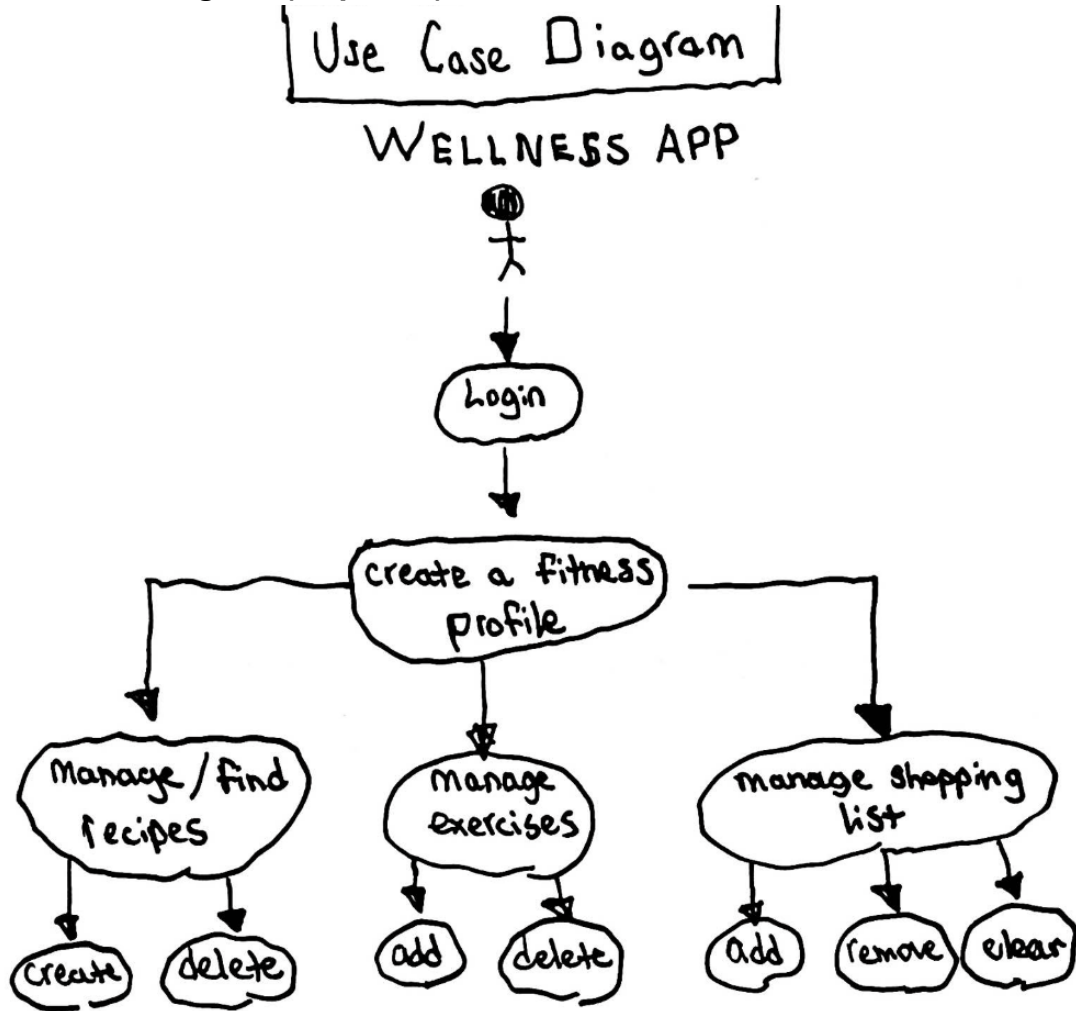 Use Case Diagram
WELLNESS APP
Login
create a fitness
profile
Manage/find
recipes
manage
exercises
manage shopping
list
create
delete
add
delete
add
remove
clear